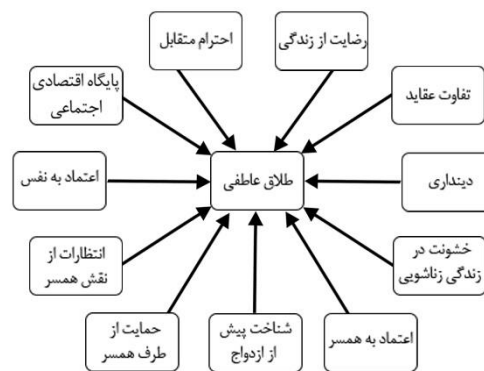 رضایت از زندگی
احترام متقابل
تفاوت عقاید
پایگاه اقتصادی
اجتماعی
طلاق عاطفی
دینداری
اعتماد به نفس
خشونت در
زندگی زناشویی
انتظارات از
نقش همسر
اعتماد به همسر
شناخت پیش
از ازدواج
حمایت از
طرف همسر